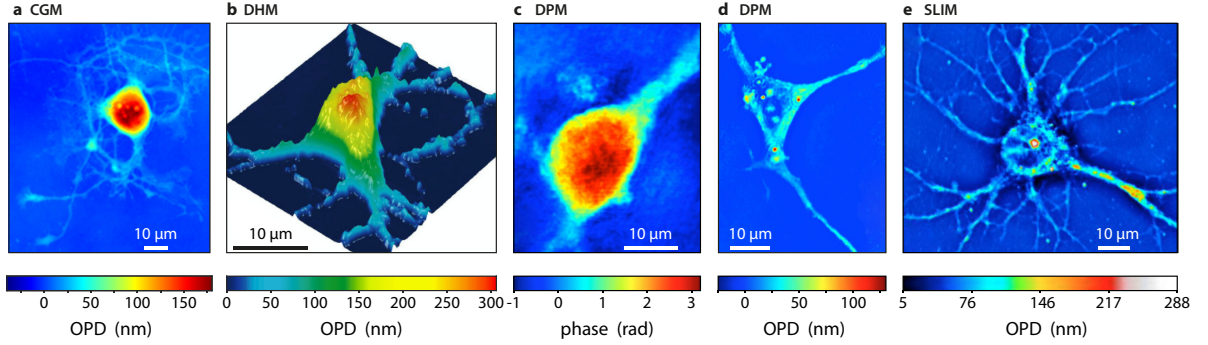 a CGM
b DHM
c DPM
d DPM
e SLIM
10 µm
10 µm
10 µm
10 µm
10 µm
0 50 100 150
0 50 100 150 200 250 300
-1 0 1 2 3
0 50 100
5 76 146 217 288
OPD (nm)
OPD (nm)
phase (rad)
OPD (nm)
OPD (nm)